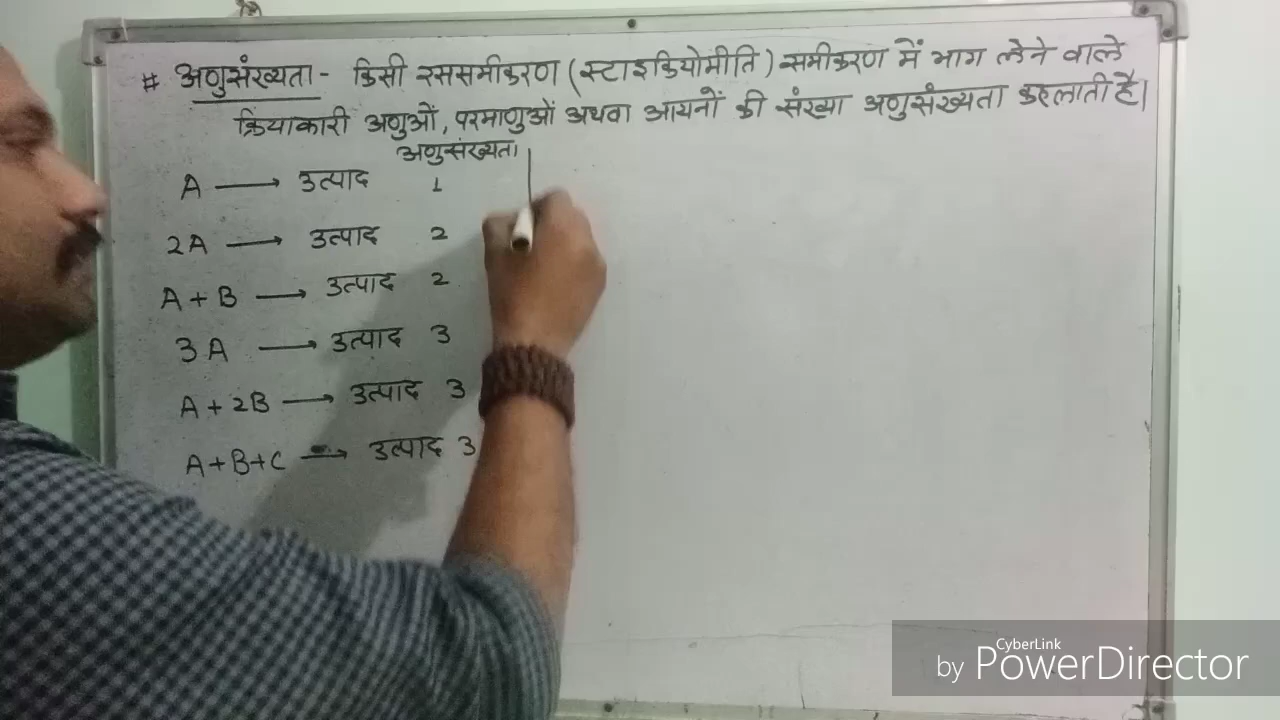 # अणुसंख्यता - किसी रससमीकरण (स्टाइकियोमीति) समीकरण में भाग लेने वाले
क्रियाकारी अणुओं, परमाणुओं अथवा आयनों की संख्या अणुसंख्यता कहलाती है।
अणुसंख्यता
A ⟶ उत्पाद 1
2A ⟶ उत्पाद 2
A + B ⟶ उत्पाद 2
3A ⟶ उत्पाद 3
A + 2B ⟶ उत्पाद 3
A+B+C ⟶ उत्पाद 3
CyberLink
by PowerDirector